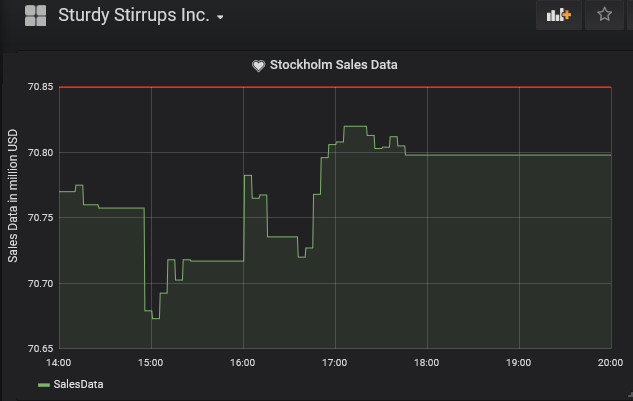 Sturdy Stirrups Inc.
Stockholm Sales Data
Sales Data in million USD
70.85
70.80
70.75
70.70
70.65
14:00 15:00 16:00 17:00 18:00 19:00 20:00
SalesData